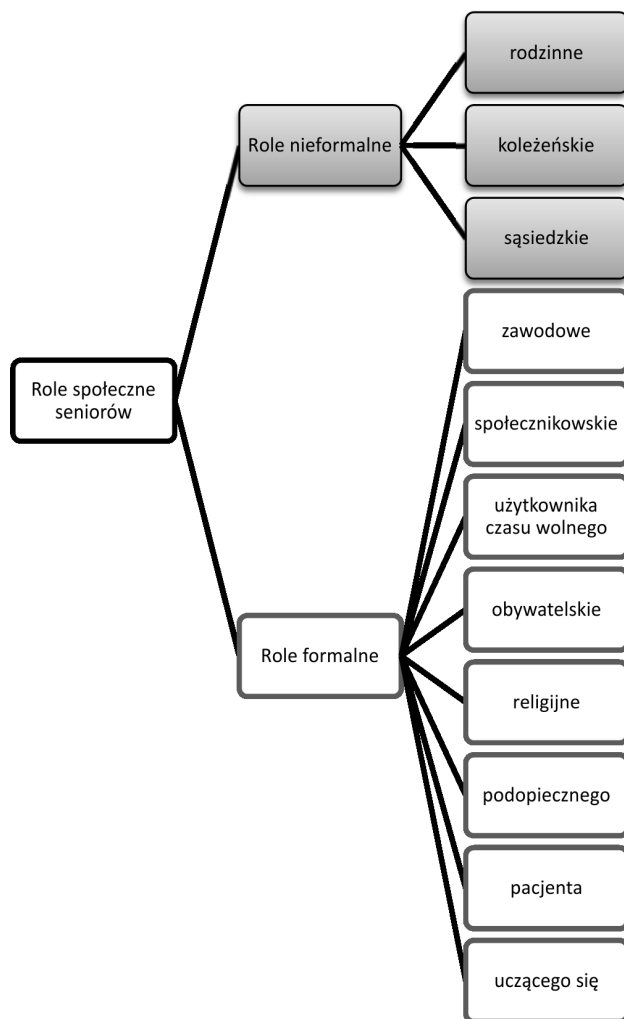 Role społeczne
seniorów
Role nieformalne
rodzinne
koleżeńskie
sąsiedzkie
Role formalne
zawodowe
społecznikowskie
użytkownika
czasu wolnego
obywatelskie
religijne
podopiecznego
pacjenta
uczącego się